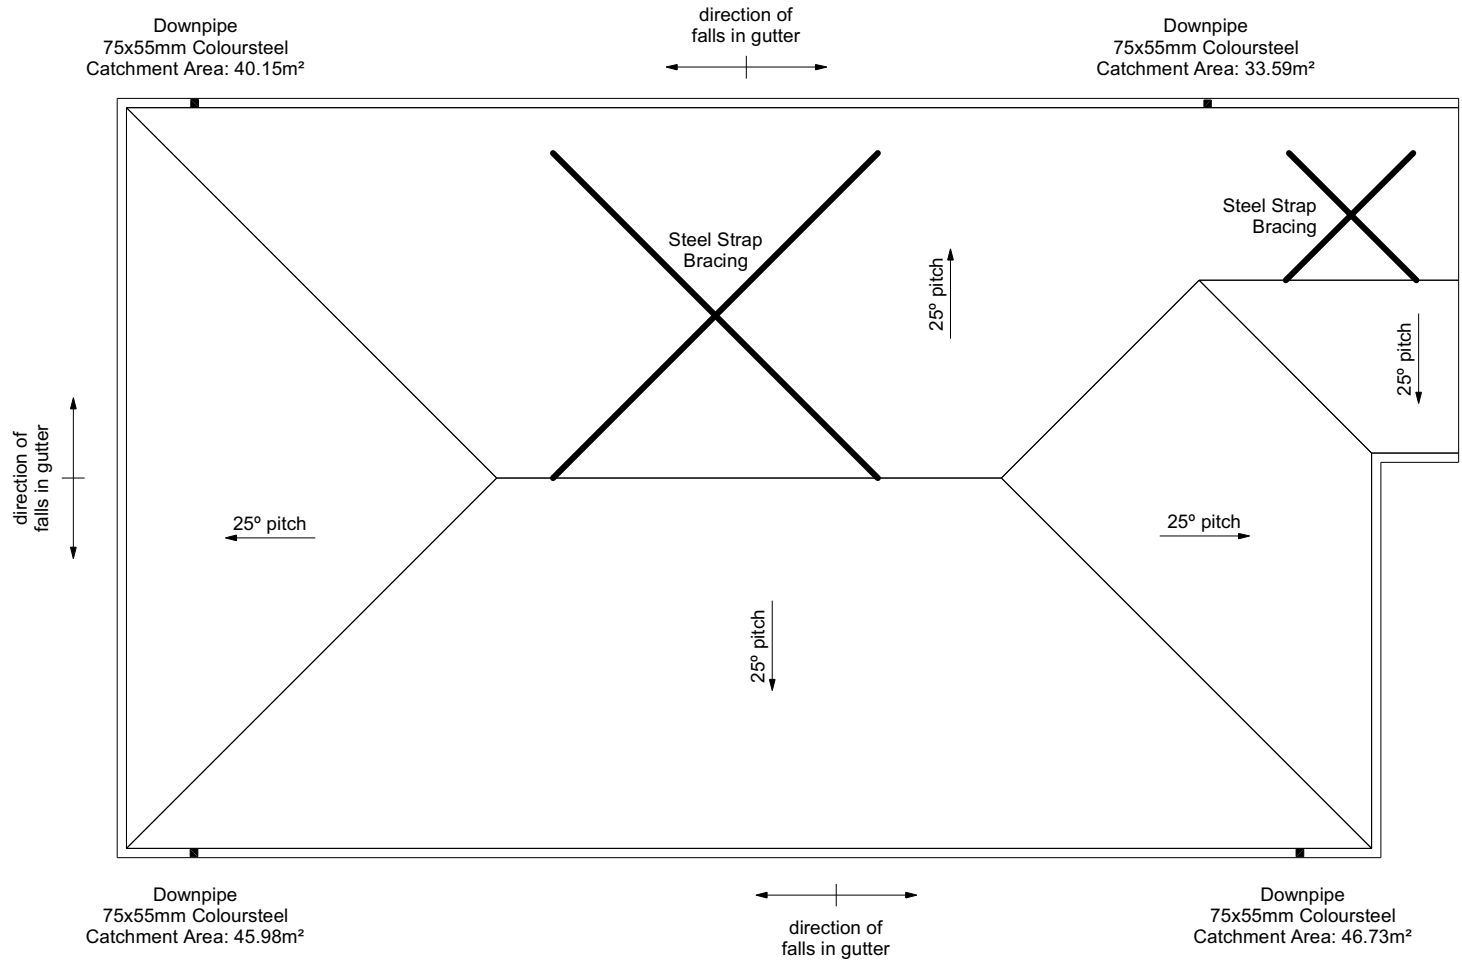 Downpipe
75x55mm Coloursteel
Catchment Area: 40.15m²
direction of
falls in gutter
Downpipe
75x55mm Coloursteel
Catchment Area: 33.59m²
Steel Strap
Bracing
Steel Strap
Bracing
25º pitch
25º pitch
direction of
falls in gutter
25º pitch
25º pitch
25º pitch
Downpipe
75x55mm Coloursteel
Catchment Area: 45.98m²
direction of
falls in gutter
Downpipe
75x55mm Coloursteel
Catchment Area: 46.73m²